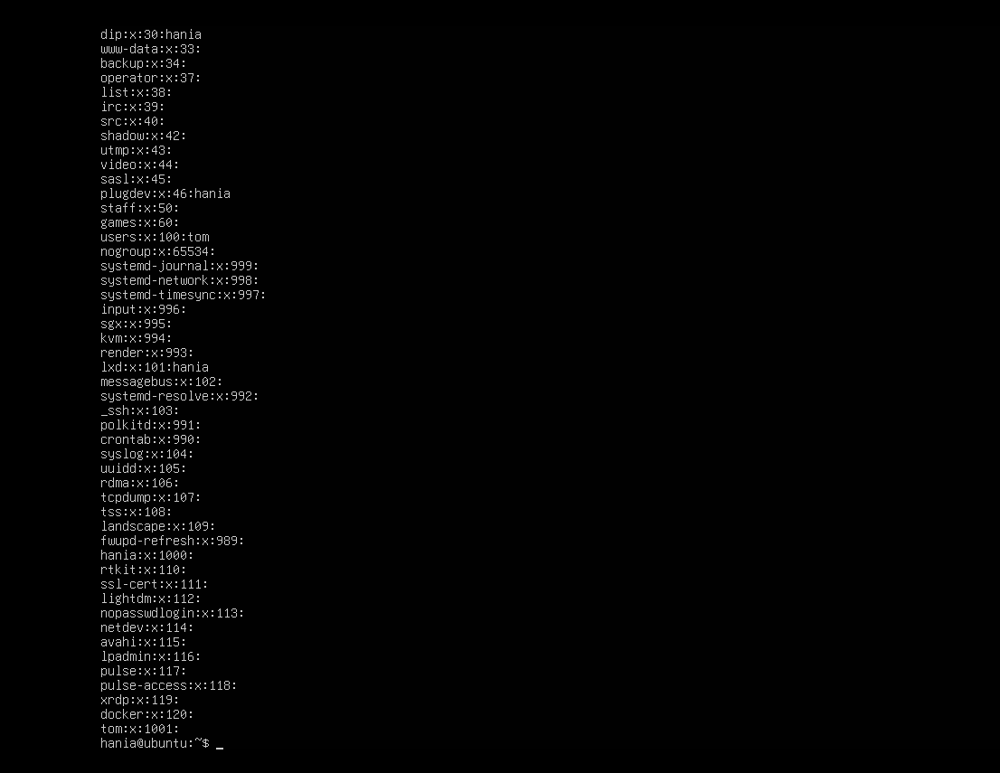 dip:x:30:hania
www-data:x:33:
backup:x:34:
operator:x:37:
list:x:38:
irc:x:39:
src:x:40:
shadow:x:42:
utmp:x:43:
video:x:44:
sasl:x:45:
plugdev:x:46:hania
staff:x:50:
games:x:60:
users:x:100:tom
nogroup:x:65534:
systemd-journal:x:999:
systemd-network:x:998:
systemd-timesync:x:997:
input:x:996:
sgx:x:995:
kvm:x:994:
render:x:993:
lxd:x:101:hania
messagebus:x:102:
systemd-resolve:x:992:
_ssh:x:103:
polkitd:x:991:
crontab:x:990:
syslog:x:104:
uuidd:x:105:
rdma:x:106:
tcpdump:x:107:
tss:x:108:
landscape:x:109:
fwupd-refresh:x:989:
hania:x:1000:
rtkit:x:110:
ssl-cert:x:111:
lightdm:x:112:
nopasswdlogin:x:113:
netdev:x:114:
avahi:x:115:
lpadmin:x:116:
pulse:x:117:
pulse-access:x:118:
xrdp:x:119:
docker:x:120:
tom:x:1001:
hania@ubuntu:~$ _